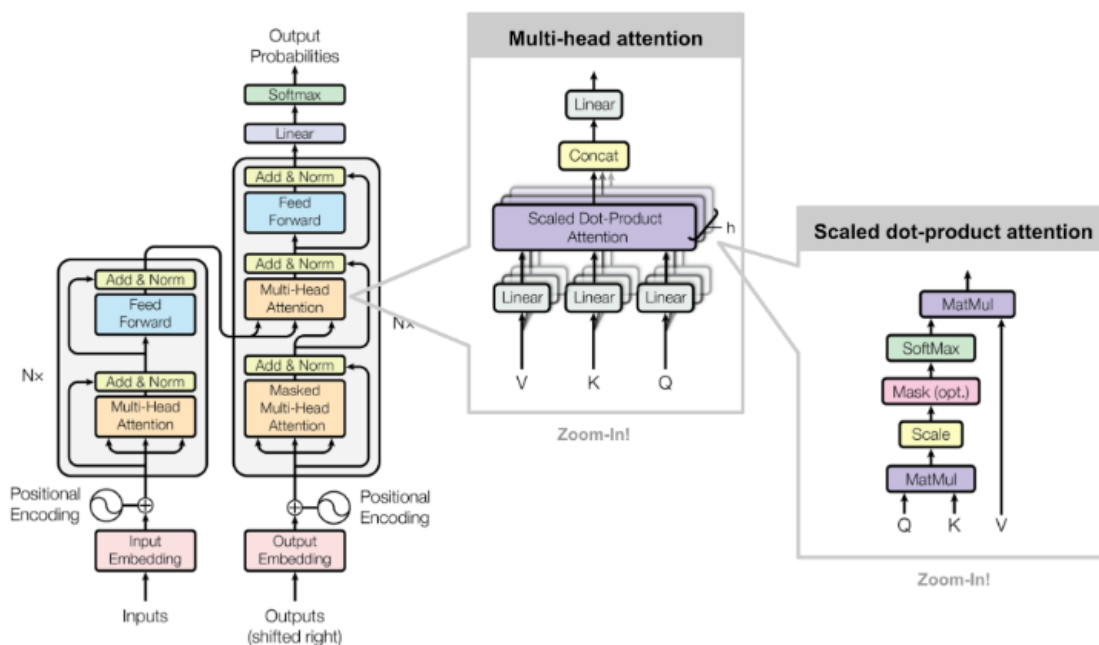 Output
Probabilities
Softmax
Linear
Add & Norm
Feed
Forward
Add & Norm
Multi-Head
Attention
Nx
Add & Norm
Masked
Multi-Head
Attention
Positional
Encoding
Output
Embedding
Outputs
(shifted right)
Add & Norm
Feed
Forward
Nx
Add & Norm
Multi-Head
Attention
Positional
Encoding
Input
Embedding
Inputs
Multi-head attention
Linear
Concat
Scaled Dot-Product
Attention
h
Linear Linear Linear
V K Q
Zoom-In!
Scaled dot-product attention
MatMul
SoftMax
Mask (opt.)
Scale
MatMul
Q K V
Zoom-In!